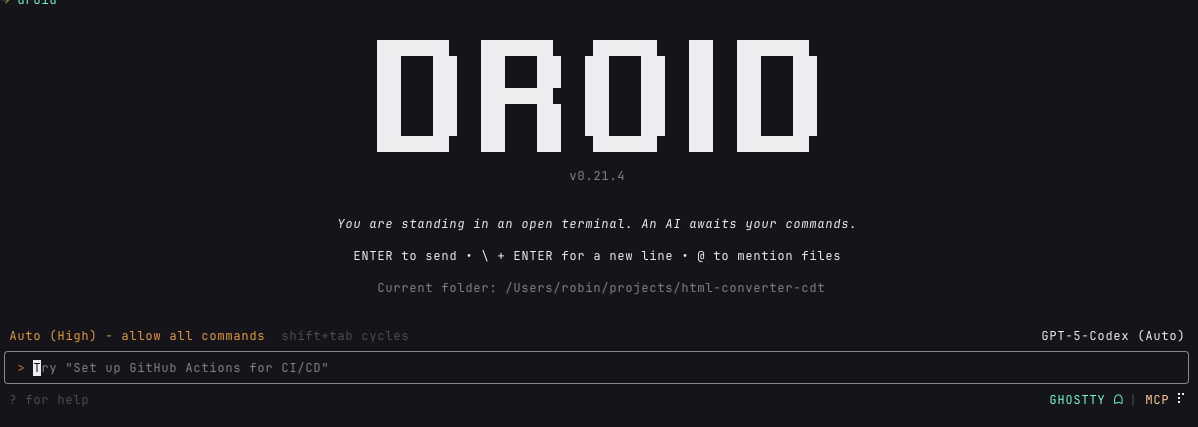 > droid
DROID
v0.21.4
You are standing in an open terminal. An AI awaits your commands.
ENTER to send • \ + ENTER for a new line • @ to mention files
Current folder: /Users/robin/projects/html-converter-cdt
Auto (High) - allow all commands shift+tab cycles GPT-5-Codex (Auto)
> Try "Set up GitHub Actions for CI/CD"
? for help GHOSTTY | MCP